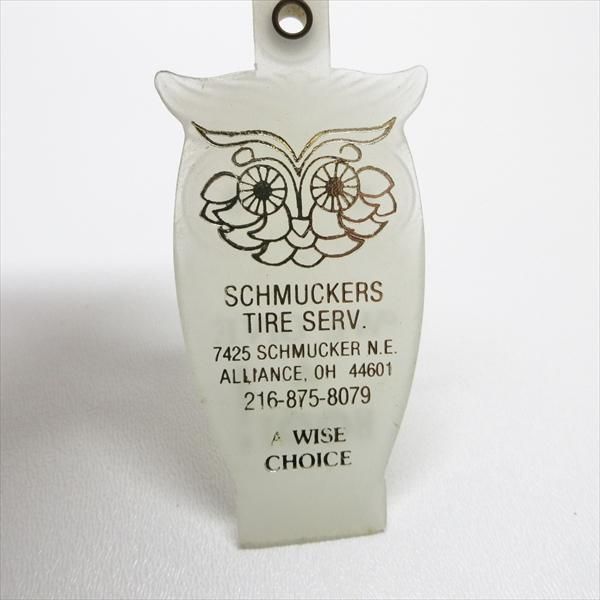 SCHMUCKERS
TIRE SERV.
7425 SCHMUCKER N.E.
ALLIANCE, OH 44601
216-875-8079
A WISE
CHOICE